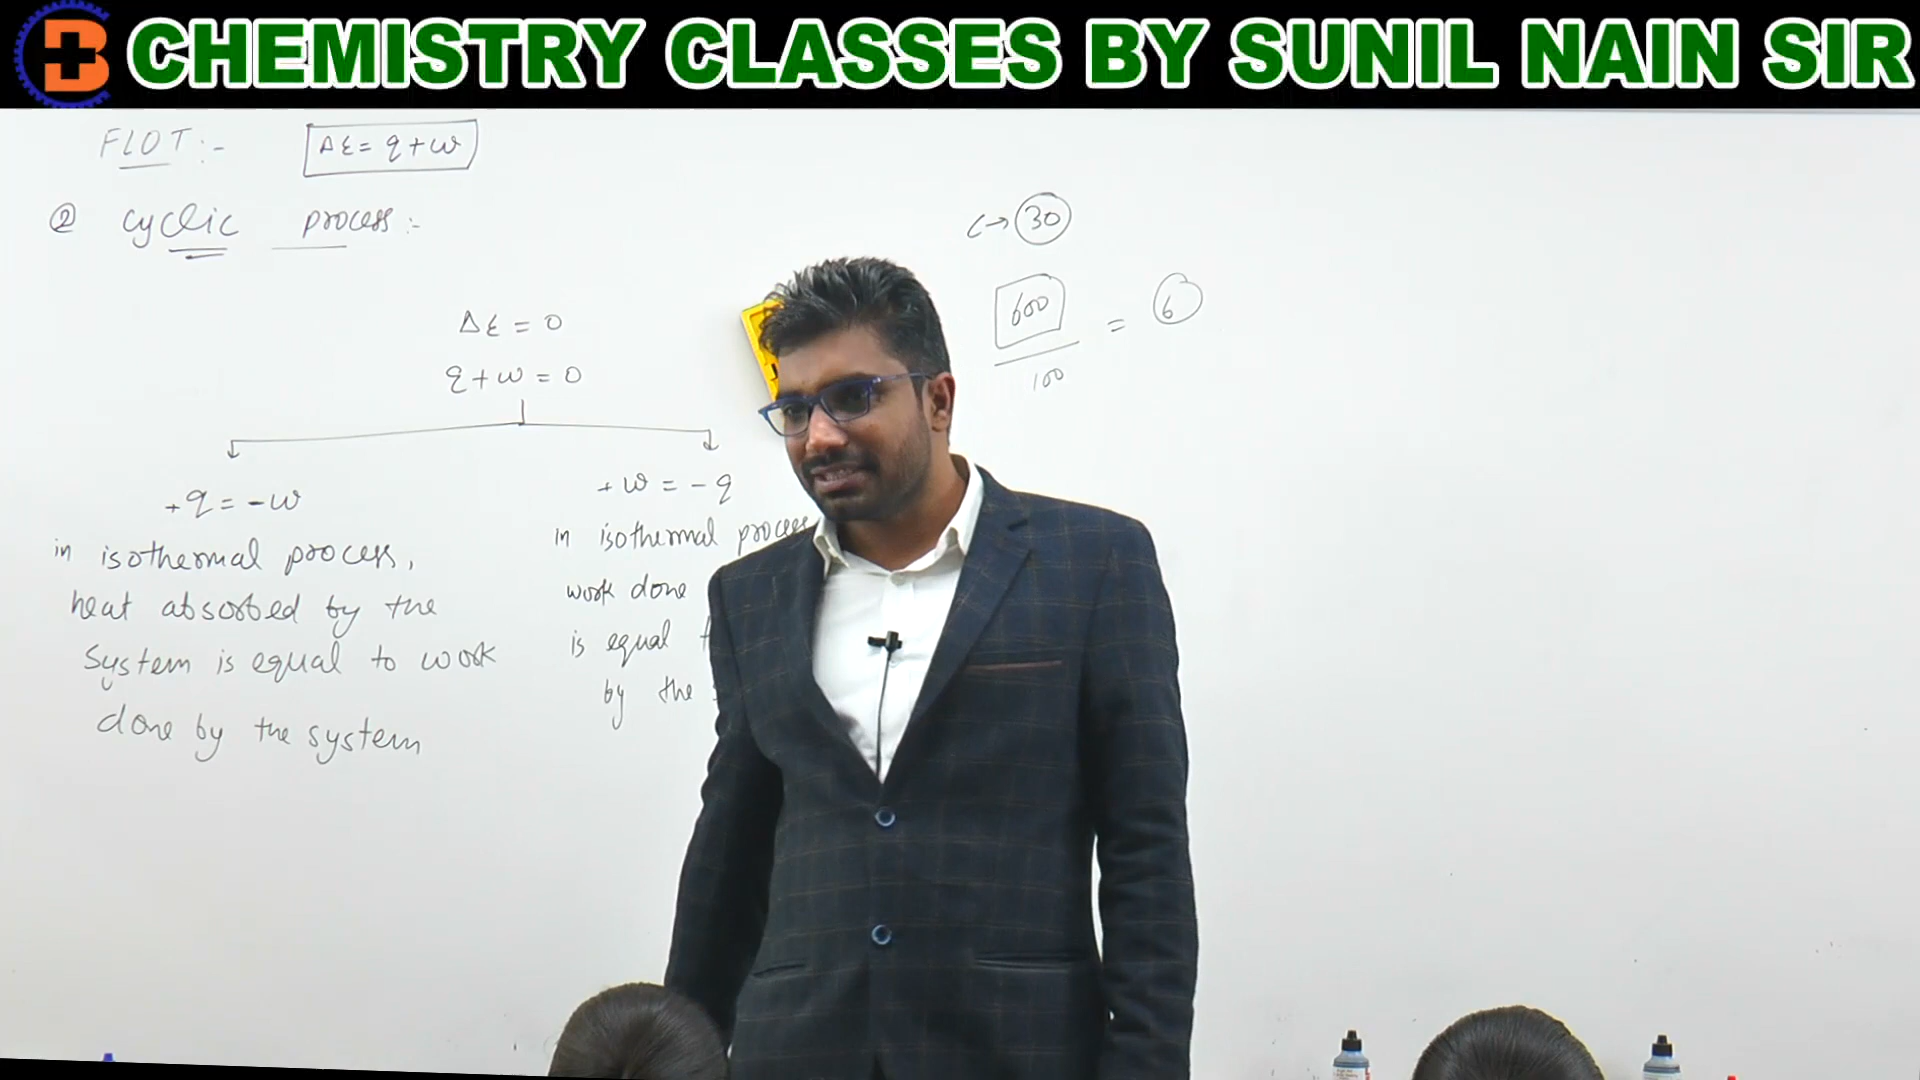 CHEMISTRY CLASSES BY SUNIL NAIN SIR
FLOT :-
ΔE = q + w
② cyclic process :-
ΔE = 0
q + w = 0
+q = -w
in isothermal process,
heat absorbed by the
system is equal to work
done by the system
+w = -q
in isothermal process
work done
is equal
by the
30
600
100
= 6